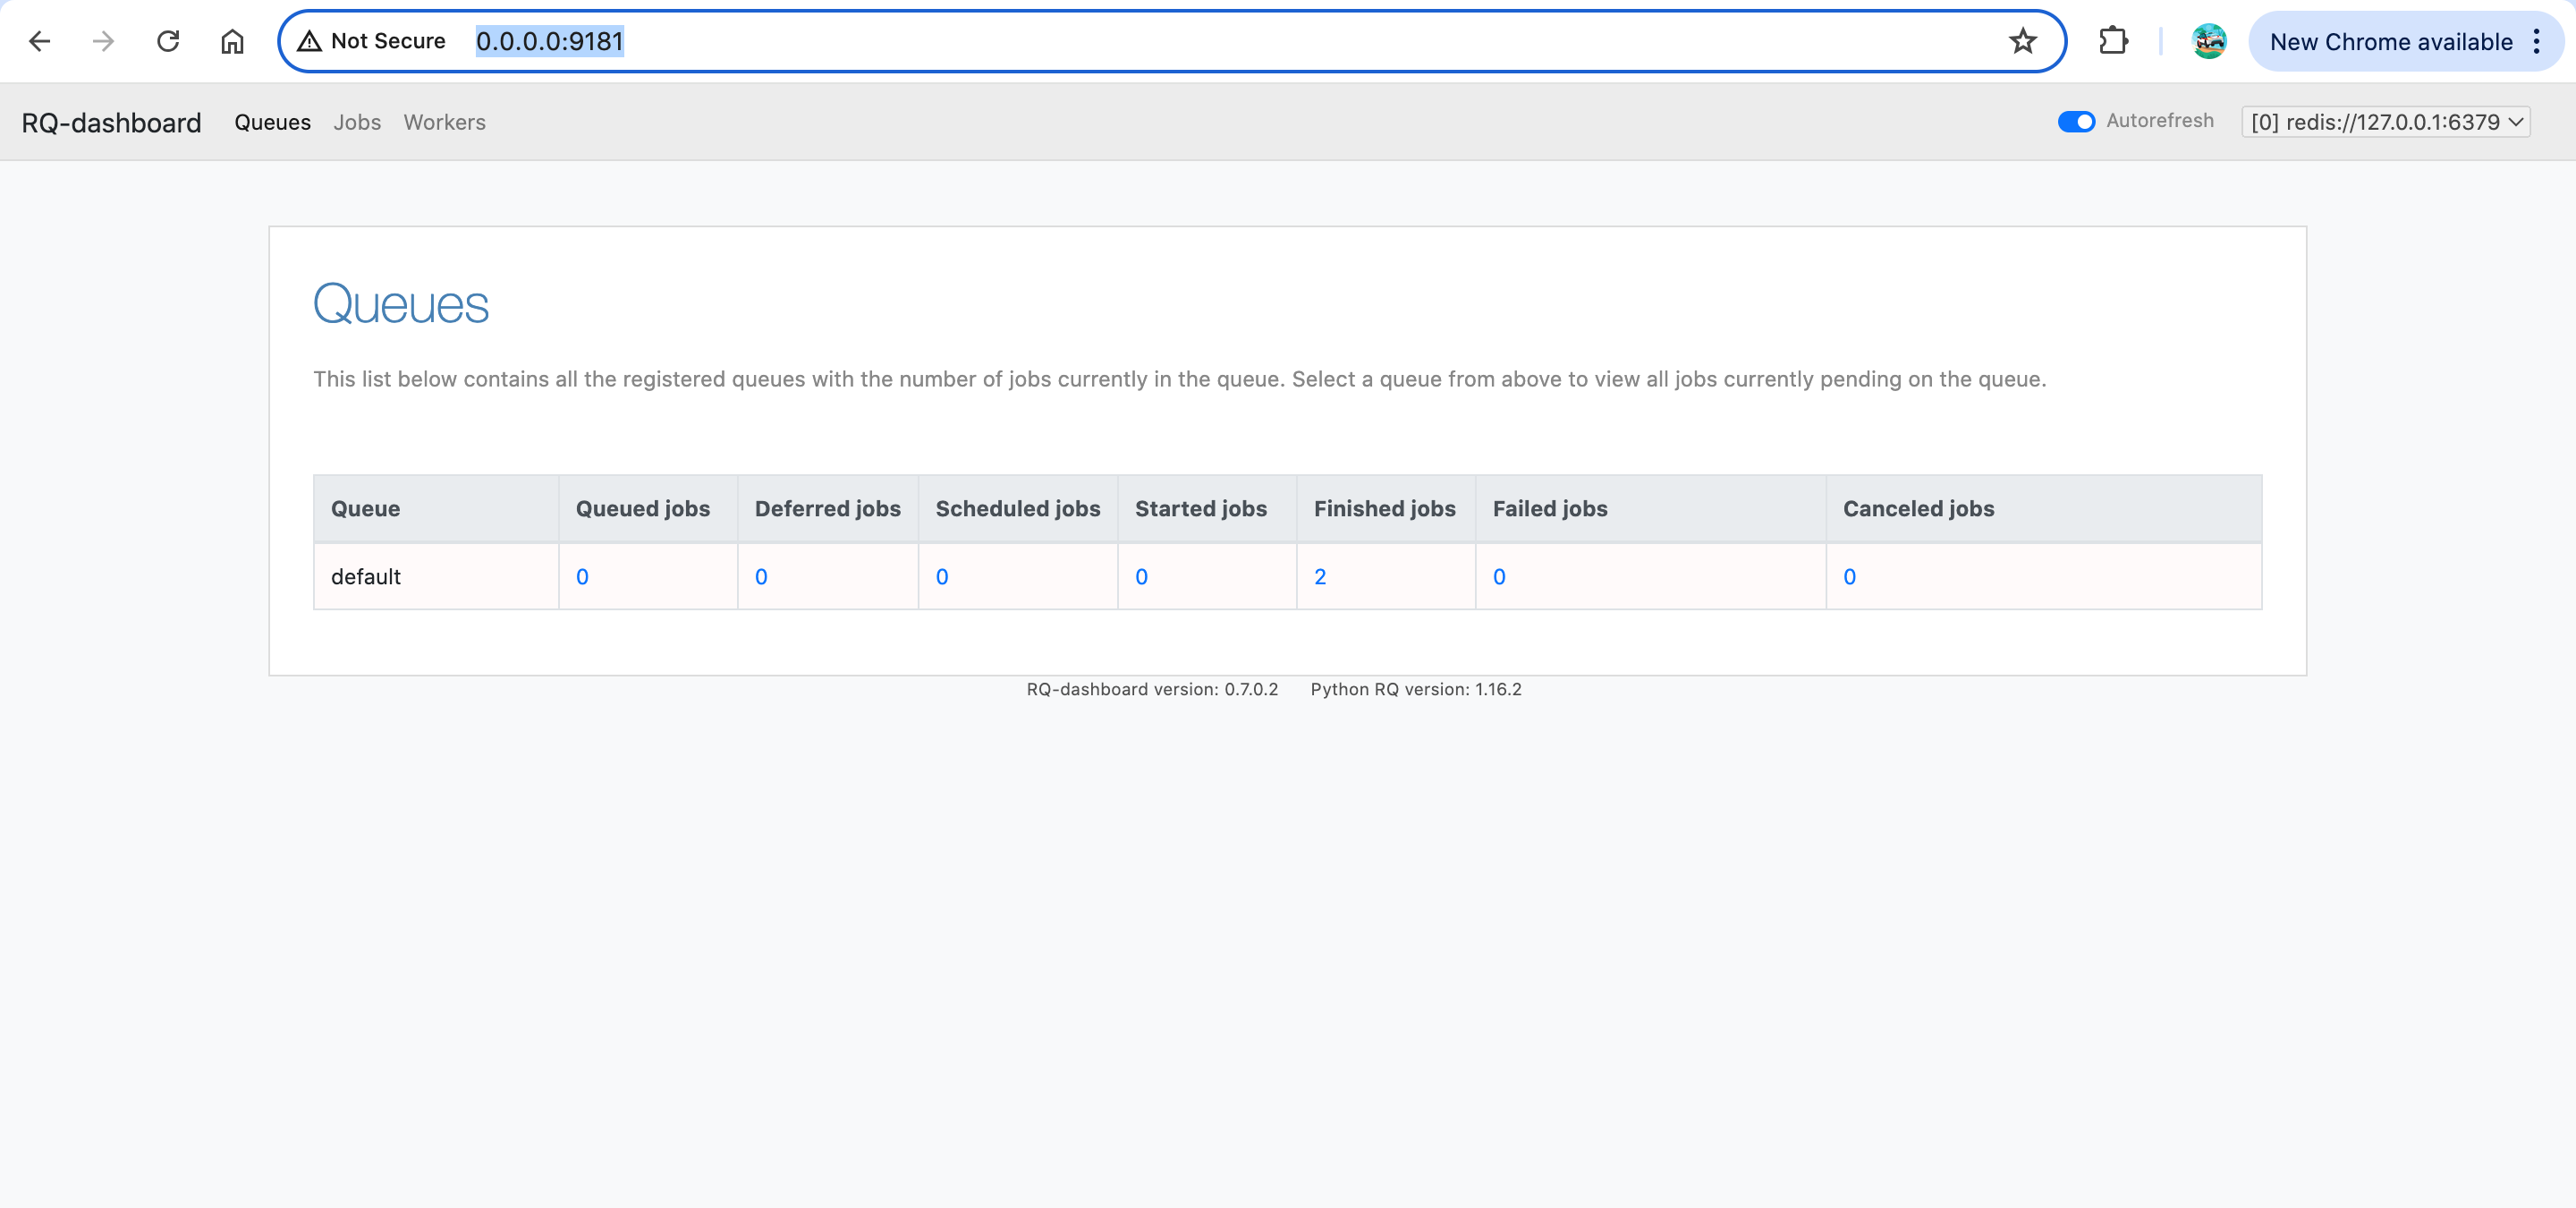 Not Secure 0.0.0.0:9181 New Chrome available
RQ-dashboard Queues Jobs Workers Autorefresh [0] redis://127.0.0.1:6379
Queues
This list below contains all the registered queues with the number of jobs currently in the queue. Select a queue from above to view all jobs currently pending on the queue.
Queue Queued jobs Deferred jobs Scheduled jobs Started jobs Finished jobs Failed jobs Canceled jobs
default 0 0 0 0 2 0 0
RQ-dashboard version: 0.7.0.2 Python RQ version: 1.16.2